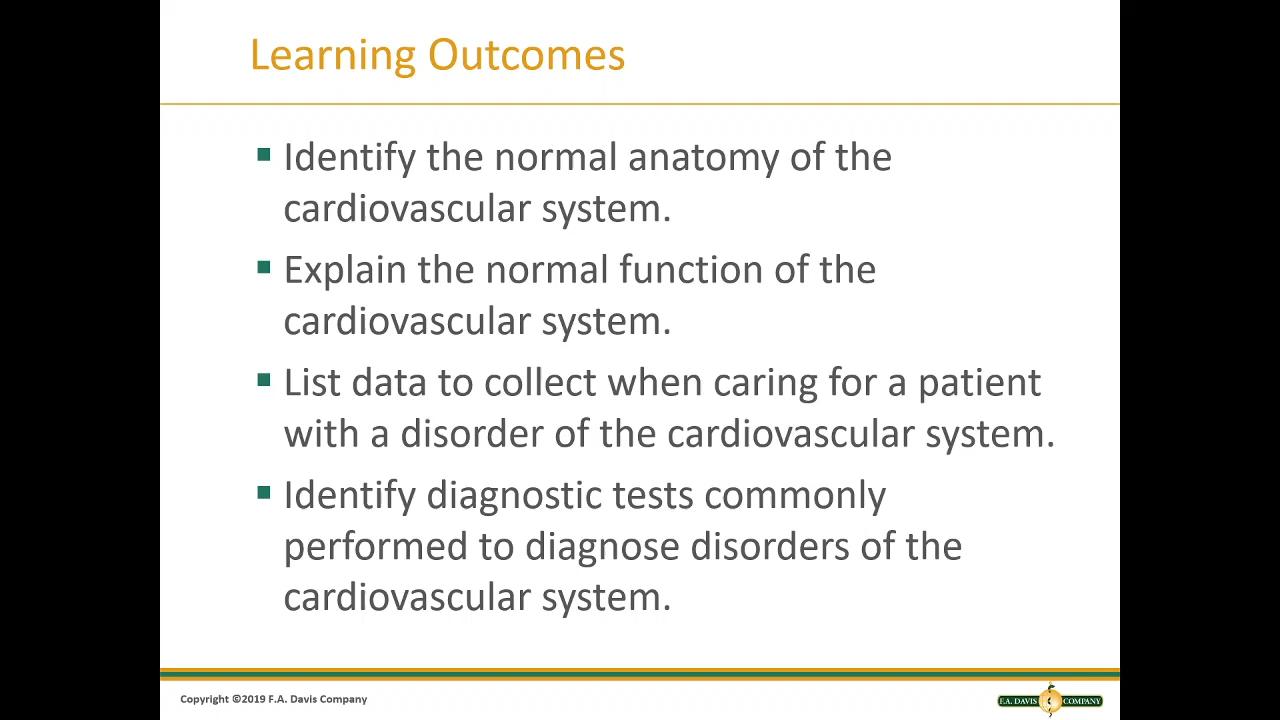 Learning Outcomes
▪ Identify the normal anatomy of the
cardiovascular system.
▪ Explain the normal function of the
cardiovascular system.
▪ List data to collect when caring for a patient
with a disorder of the cardiovascular system.
▪ Identify diagnostic tests commonly
performed to diagnose disorders of the
cardiovascular system.
Copyright ©2019 F.A. Davis Company
F.A. DAVIS COMPANY